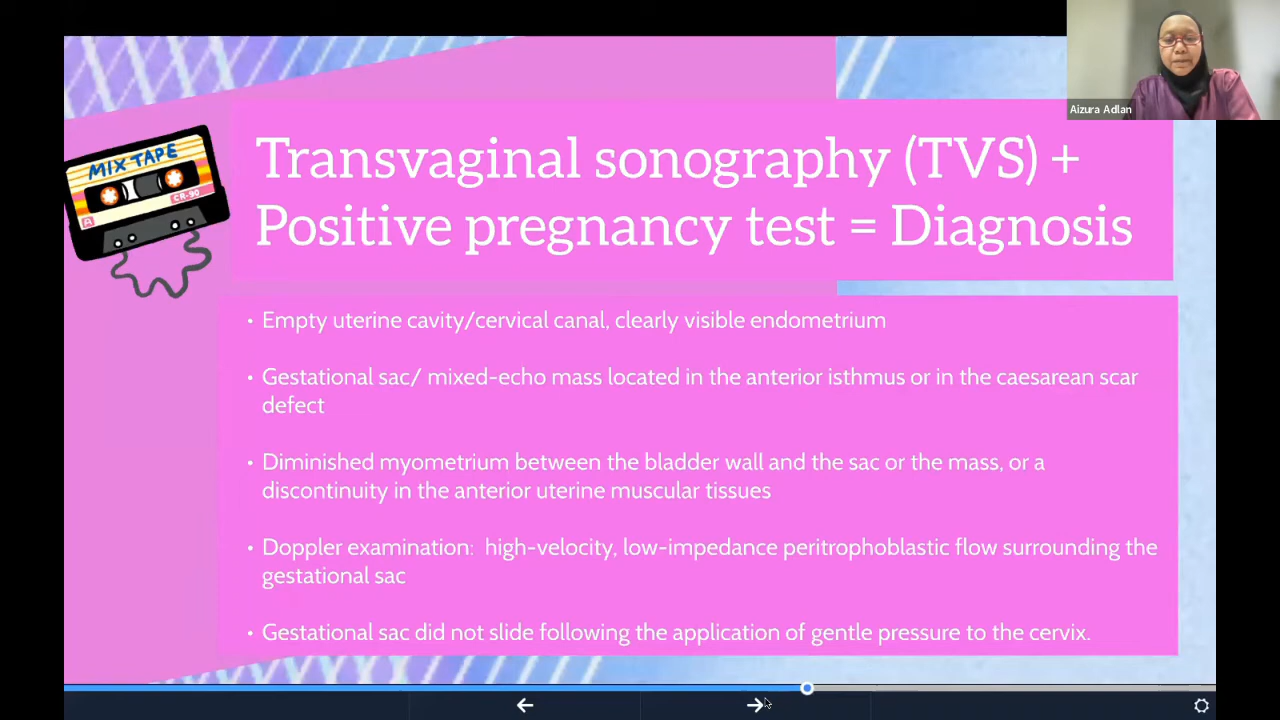 Aizura Adlan
MIX TAPE
CR-90
A
Transvaginal sonography (TVS) +
Positive pregnancy test = Diagnosis
• Empty uterine cavity/cervical canal, clearly visible endometrium
• Gestational sac/ mixed-echo mass located in the anterior isthmus or in the caesarean scar
defect
• Diminished myometrium between the bladder wall and the sac or the mass, or a
discontinuity in the anterior uterine muscular tissues
• Doppler examination:  high-velocity, low-impedance peritrophoblastic flow surrounding the
gestational sac
• Gestational sac did not slide following the application of gentle pressure to the cervix.